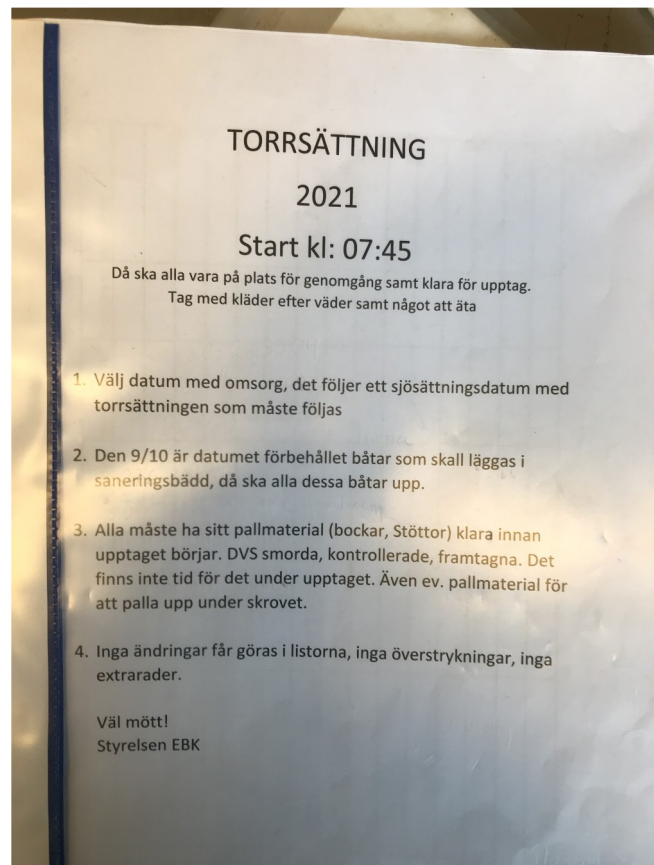 TORRSÄTTNING
2021
Start kl: 07:45
Då ska alla vara på plats för genomgång samt klara för upptag.
Tag med kläder efter väder samt något att äta
1. Välj datum med omsorg, det följer ett sjösättningsdatum med
torrsättningen som måste följas
2. Den 9/10 är datumet förbehållet båtar som skall läggas i
saneringsbädd, då ska alla dessa båtar upp.
3. Alla måste ha sitt pallmaterial (bockar, Stöttor) klara innan
upptaget börjar. DVS smorda, kontrollerade, framtagna. Det
finns inte tid för det under upptaget. Även ev. pallmaterial för
att palla upp under skrovet.
4. Inga ändringar får göras i listorna, inga överstrykningar, inga
extrarader.
Väl mött!
Styrelsen EBK